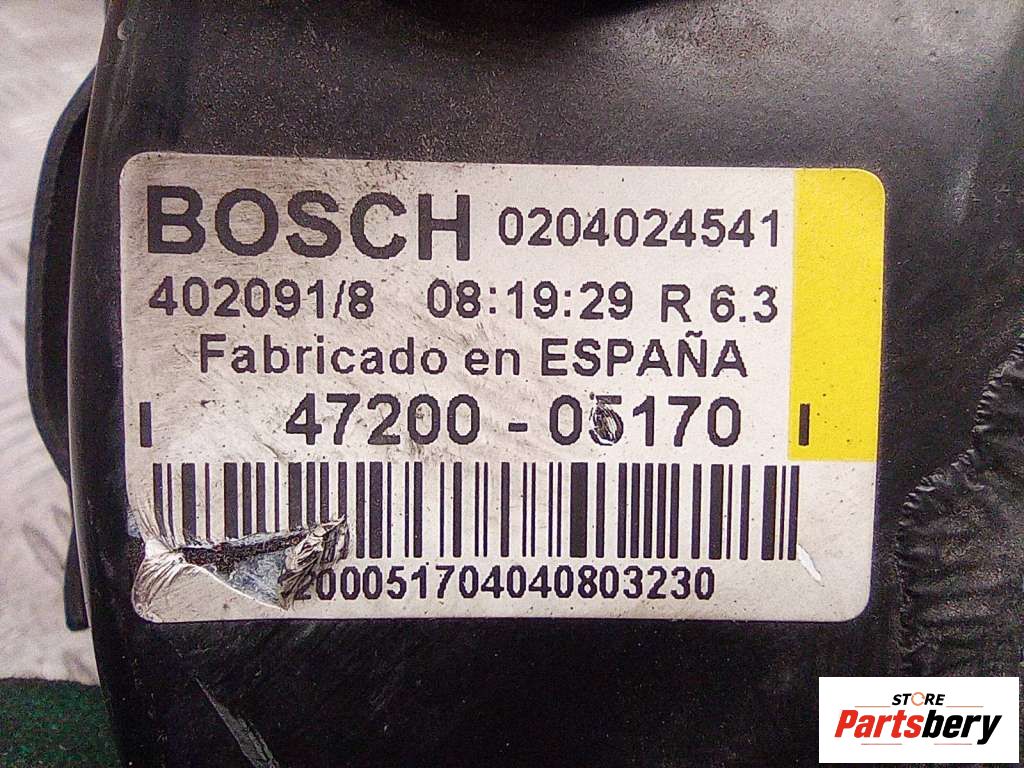 BOSCH 0204024541
402091/8 08:19:29 R 6.3
Fabricado en ESPAÑA
I 47200-05170 I
200051704040803230
STORE
Partsbery